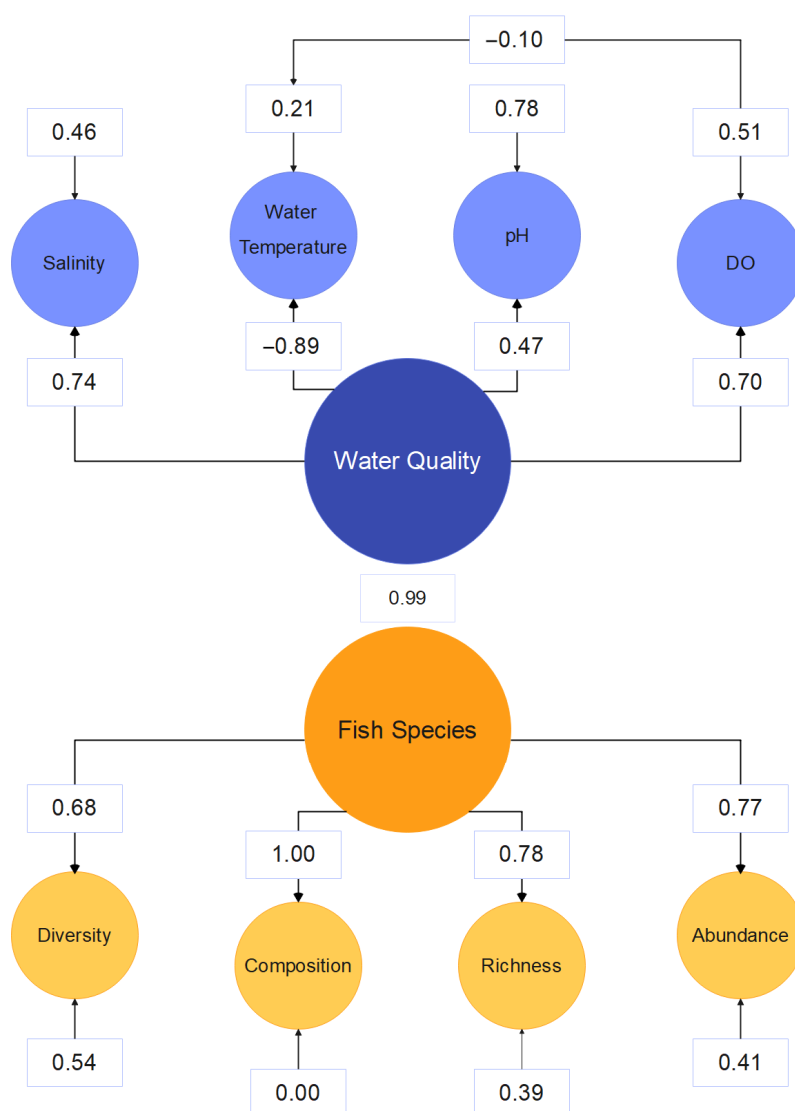 −0.10
0.46
0.21
0.78
0.51
Salinity
Water
Temperature
pH
DO
0.74
−0.89
0.47
0.70
Water Quality
0.99
Fish Species
0.68
1.00
0.78
0.77
Diversity
Composition
Richness
Abundance
0.54
0.00
0.39
0.41